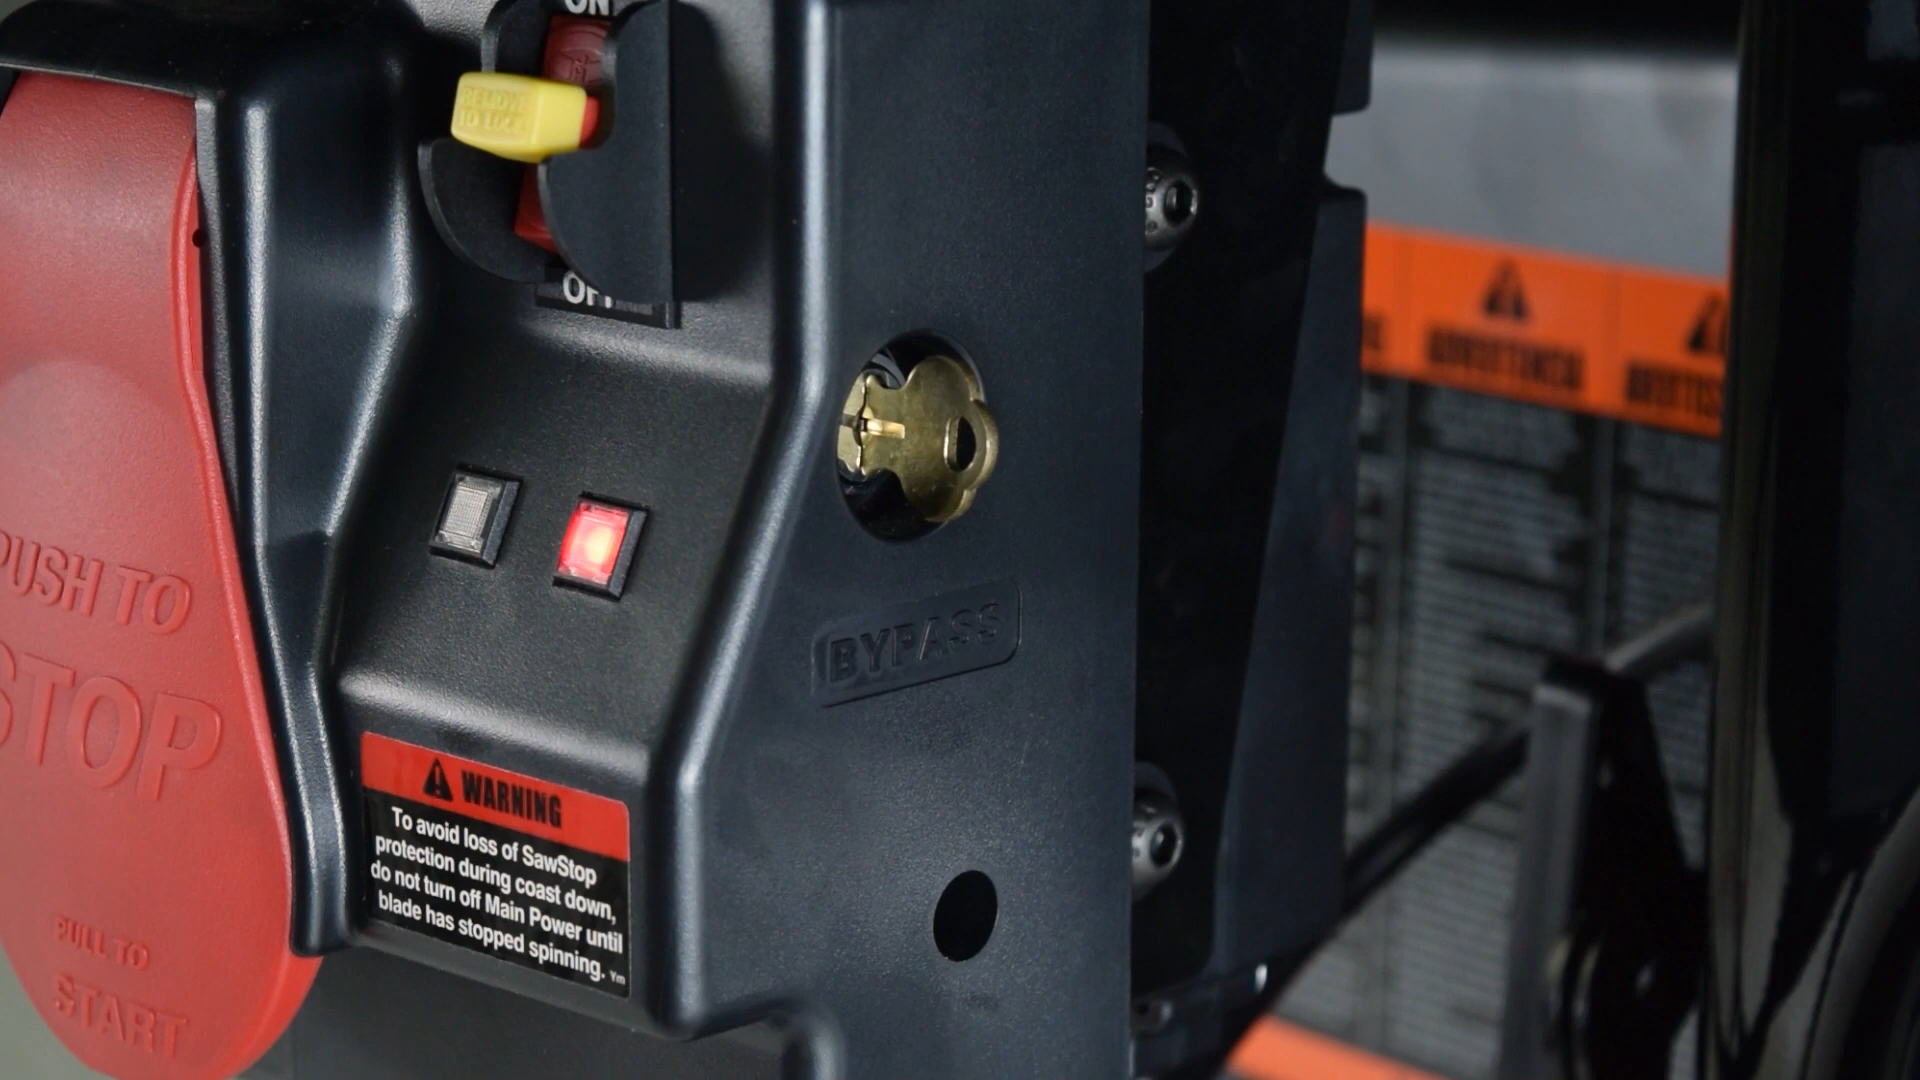 ON
REMOVE
TO LOCK
OFF
PUSH TO
STOP
PULL TO
START
BYPASS
WARNING
To avoid loss of SawStop
protection during coast down,
do not turn off Main Power until
blade has stopped spinning.